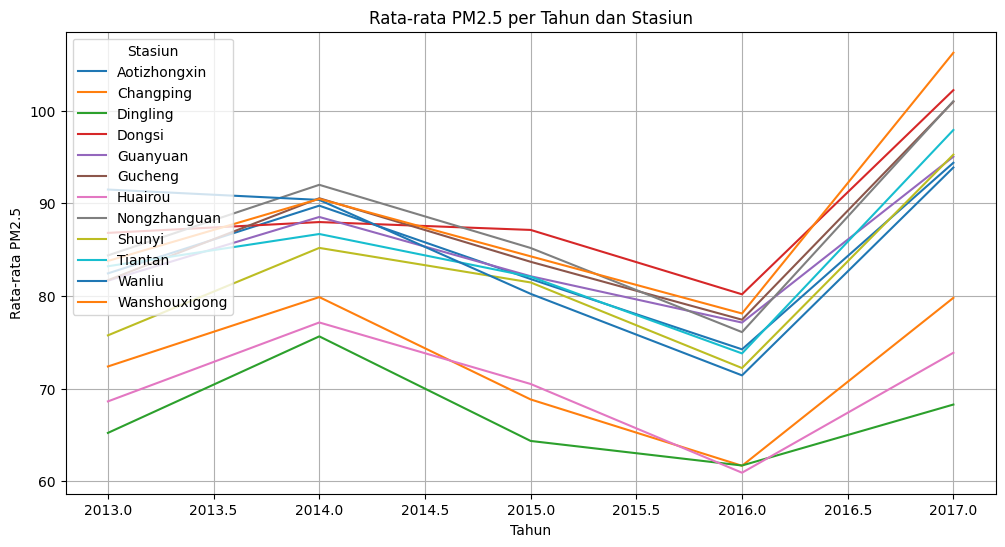 Rata-rata PM2.5 per Tahun dan Stasiun
Stasiun
Aotizhongxin
Changping
Dingling
Dongsi
Guanyuan
Gucheng
Huairou
Nongzhanguan
Shunyi
Tiantan
Wanliu
Wanshouxigong
Rata-rata PM2.5
100
90
80
70
60
2013.0 2013.5 2014.0 2014.5 2015.0 2015.5 2016.0 2016.5 2017.0
Tahun